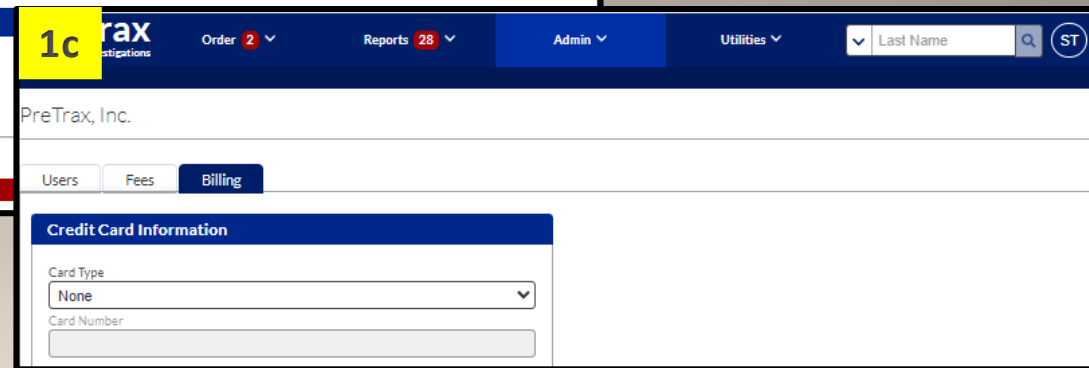 1c
rax
estigations
Order 2
Reports 28
Admin
Utilities
Last Name
ST
PreTrax, Inc.
Users
Fees
Billing
Credit Card Information
Card Type
None
Card Number